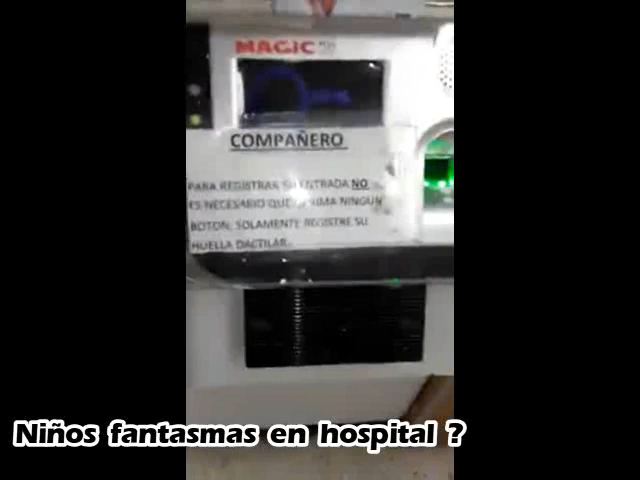 MAGIC
COMPAÑERO
PARA REGISTRAR SU ENTRADA NO
ES NECESARIO QUE OPRIMA NINGUN
BOTON, SOLAMENTE REGISTRE SU
HUELLA DACTILAR.
Niños fantasmas en hospital ?